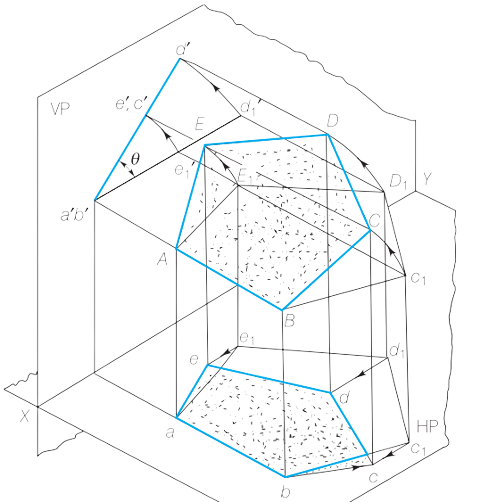 d'
VP
e', c'
d₁'
E
D
θ
e₁'
E₁
D₁
Y
a'b'
C
A
c₁
B
e₁
d₁
e
d
X
a
HP
c₁
c
b